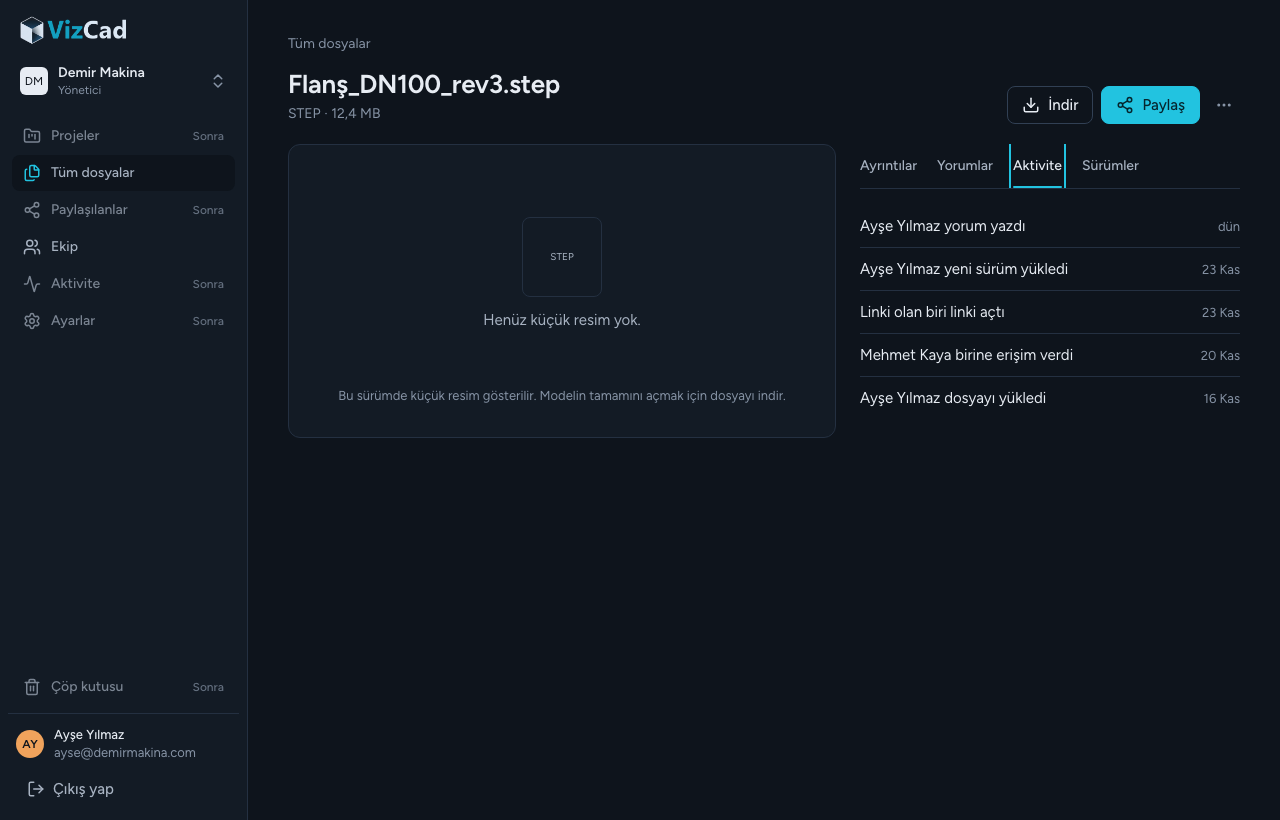 VizCad
DM
Demir Makina
Yönetici
Projeler
Sonra
Tüm dosyalar
Paylaşılanlar
Sonra
Ekip
Aktivite
Sonra
Ayarlar
Sonra
Çöp kutusu
Sonra
AY
Ayşe Yılmaz
ayse@demirmakina.com
Çıkış yap
Tüm dosyalar
Flanş_DN100_rev3.step
STEP · 12,4 MB
İndir
Paylaş
STEP
Henüz küçük resim yok.
Bu sürümde küçük resim gösterilir. Modelin tamamını açmak için dosyayı indir.
Ayrıntılar
Yorumlar
Aktivite
Sürümler
Ayşe Yılmaz yorum yazdı
dün
Ayşe Yılmaz yeni sürüm yükledi
23 Kas
Linki olan biri linki açtı
23 Kas
Mehmet Kaya birine erişim verdi
20 Kas
Ayşe Yılmaz dosyayı yükledi
16 Kas